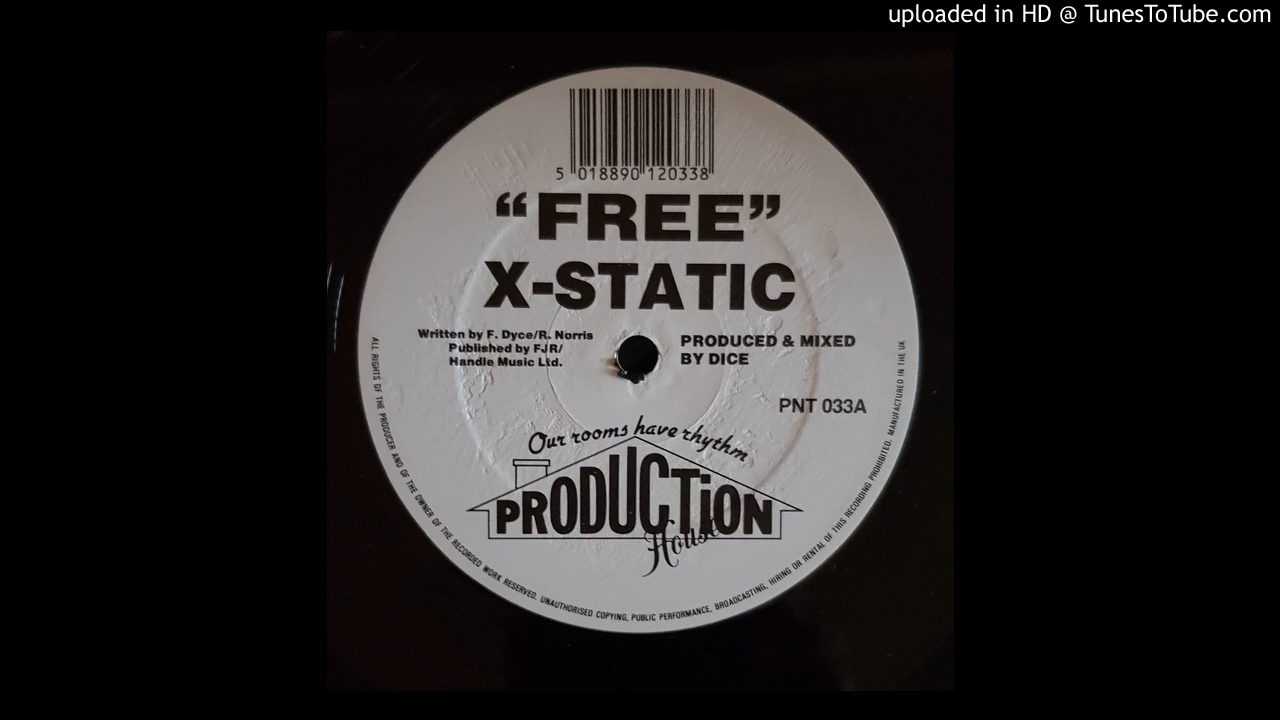 uploaded in HD @ TunesToTube.com
5 018890 120338
“FREE”
X-STATIC
Written by F. Dyce/R. Norris
Published by FJR/
Handle Music Ltd.
PRODUCED & MIXED
BY DICE
PNT 033A
Our rooms have rhythm
PRODUCTiON
House
ALL RIGHTS OF THE PRODUCER AND OF THE OWNER OF THE RECORDED WORK RESERVED. UNAUTHORISED COPYING, PUBLIC PERFORMANCE, BROADCASTING, HIRING OR RENTAL OF THIS RECORDING PROHIBITED. MANUFACTURED IN THE UK